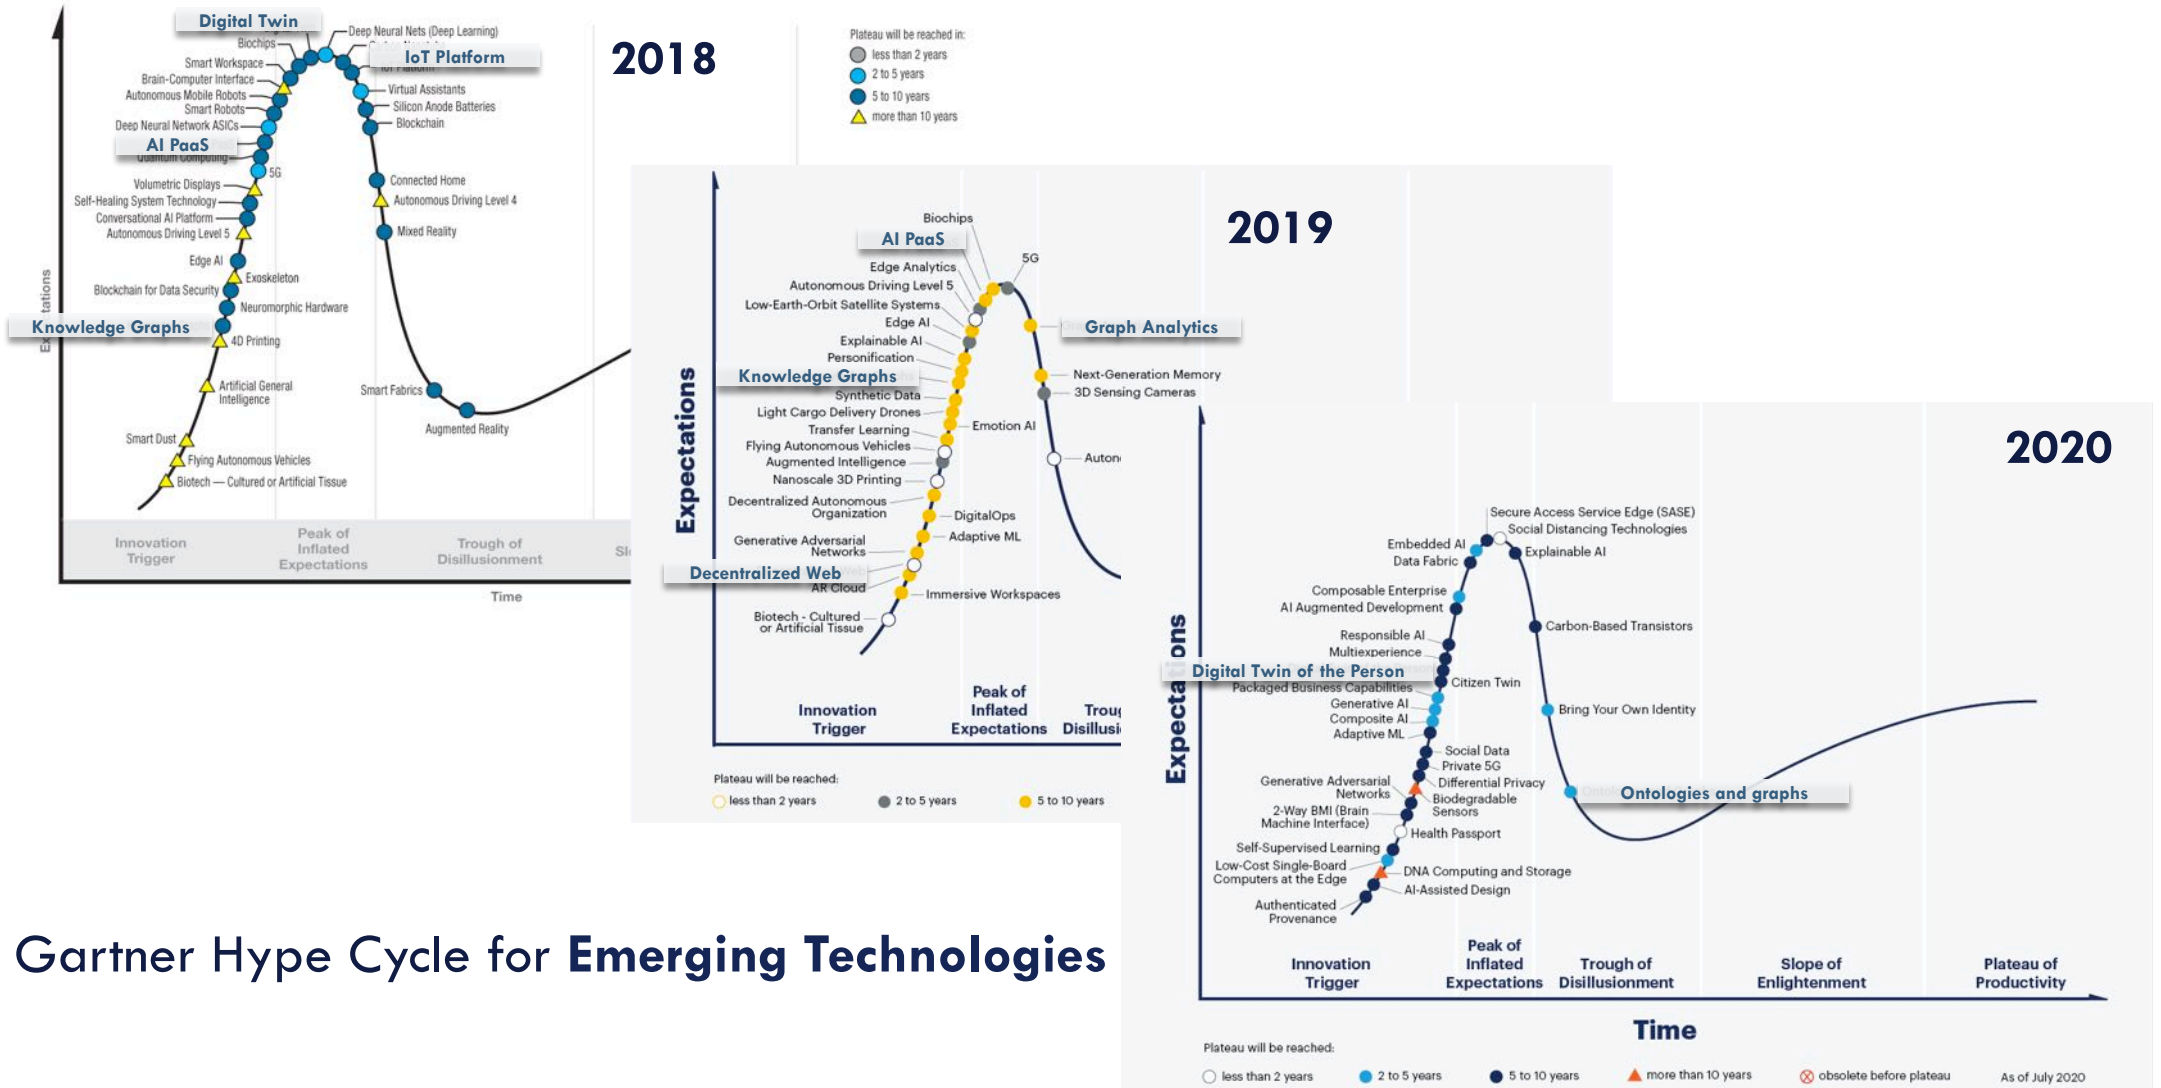 Digital Twin
Deep Neural Nets (Deep Learning)
Biochips
IoT Platform
Smart Workspace
Brain-Computer Interface
Autonomous Mobile Robots
Smart Robots
Deep Neural Network ASICs
AI PaaS
Quantum Computing
5G
Volumetric Displays
Self-Healing System Technology
Conversational AI Platform
Autonomous Driving Level 5
Edge AI
Exoskeleton
Blockchain for Data Security
Neuromorphic Hardware
Knowledge Graphs
4D Printing
Artificial General
Intelligence
Smart Dust
Flying Autonomous Vehicles
Biotech — Cultured or Artificial Tissue
Virtual Assistants
Silicon Anode Batteries
Blockchain
Connected Home
Autonomous Driving Level 4
Mixed Reality
Smart Fabrics
Augmented Reality
Innovation
Trigger
Peak of
Inflated
Expectations
Trough of
Disillusionment
Time
2018
Plateau will be reached in:
less than 2 years
2 to 5 years
5 to 10 years
more than 10 years
2019
Expectations
Biochips
AI PaaS
5G
Edge Analytics
Autonomous Driving Level 5
Low-Earth-Orbit Satellite Systems
Edge AI
Explainable AI
Personification
Knowledge Graphs
Synthetic Data
Light Cargo Delivery Drones
Emotion AI
Transfer Learning
Flying Autonomous Vehicles
Augmented Intelligence
Nanoscale 3D Printing
Decentralized Autonomous
Organization
DigitalOps
Adaptive ML
Generative Adversarial
Networks
Decentralized Web
AR Cloud
Immersive Workspaces
Biotech - Cultured
or Artificial Tissue
Graph Analytics
Next-Generation Memory
3D Sensing Cameras
Auton
Innovation
Trigger
Peak of
Inflated
Expectations
Troug
Disillusi
Plateau will be reached:
less than 2 years
2 to 5 years
5 to 10 years
2020
Expectations
Secure Access Service Edge (SASE)
Social Distancing Technologies
Embedded AI
Explainable AI
Data Fabric
Composable Enterprise
AI Augmented Development
Carbon-Based Transistors
Responsible AI
Multiexperience
Digital Twin of the Person
Citizen Twin
Packaged Business Capabilities
Generative AI
Bring Your Own Identity
Composite AI
Adaptive ML
Social Data
Private 5G
Differential Privacy
Generative Adversarial
Networks
Biodegradable
Sensors
Ontologies and graphs
2-Way BMI (Brain
Machine Interface)
Health Passport
Self-Supervised Learning
Low-Cost Single-Board
Computers at the Edge
DNA Computing and Storage
AI-Assisted Design
Authenticated
Provenance
Innovation
Trigger
Peak of
Inflated
Expectations
Trough of
Disillusionment
Slope of
Enlightenment
Plateau of
Productivity
Time
Plateau will be reached:
less than 2 years
2 to 5 years
5 to 10 years
more than 10 years
obsolete before plateau
As of July 2020
Gartner Hype Cycle for Emerging Technologies